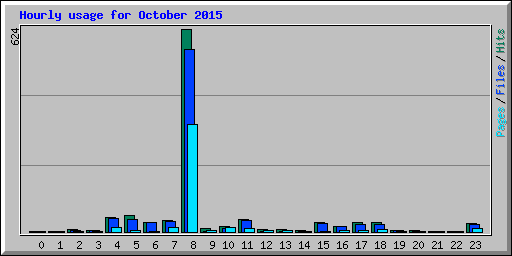 Hourly usage for October 2015
624
Pages/Files/Hits
0 1 2 3 4 5 6 7 8 9 10 11 12 13 14 15 16 17 18 19 20 21 22 23